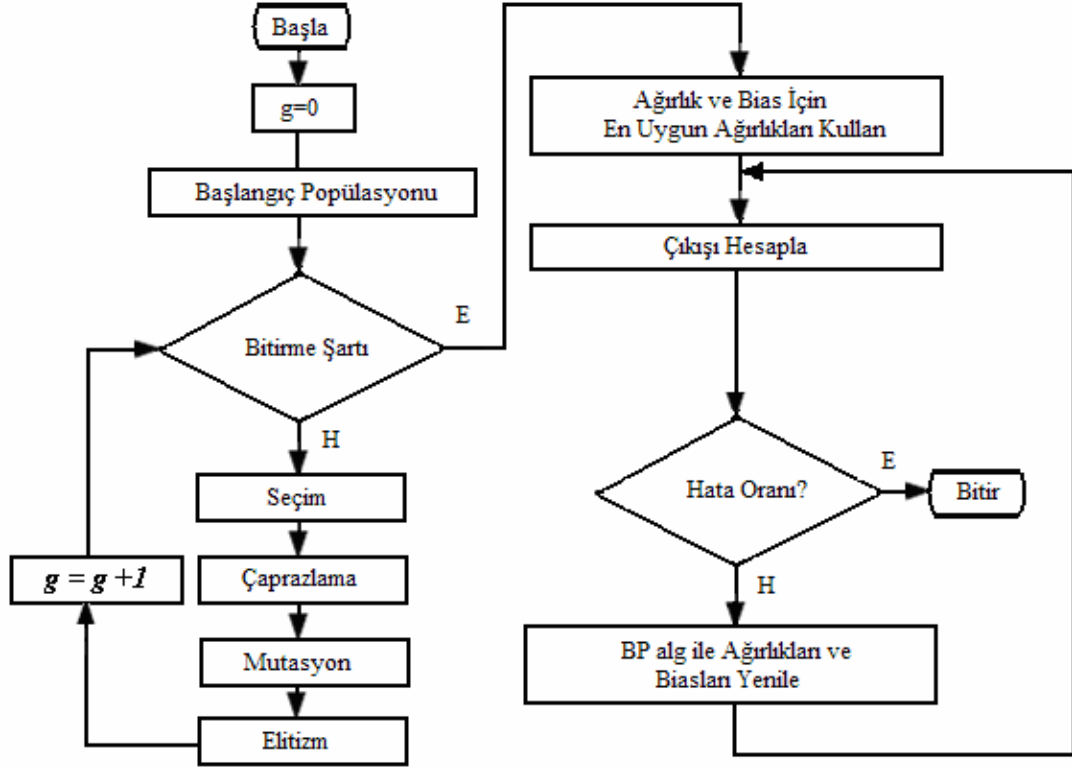 Başla
g=0
Başlangıç Popülasyonu
Bitirme Şartı
E
H
Seçim
Çaprazlama
Mutasyon
Elitizm
g = g +1
Ağırlık ve Bias İçin
En Uygun Ağırlıkları Kullan
Çıkışı Hesapla
Hata Oranı?
E
Bitir
H
BP alg ile Ağırlıkları ve
Biasları Yenile